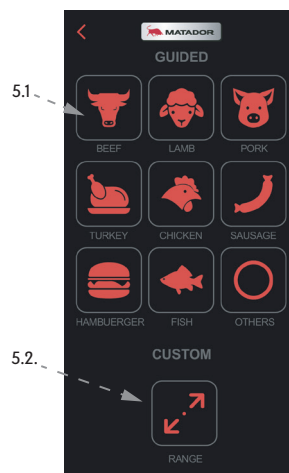 MATADOR
GUIDED
5.1
BEEF LAMB PORK
TURKEY CHICKEN SAUSAGE
HAMBUERGER FISH OTHERS
5.2.
CUSTOM
RANGE